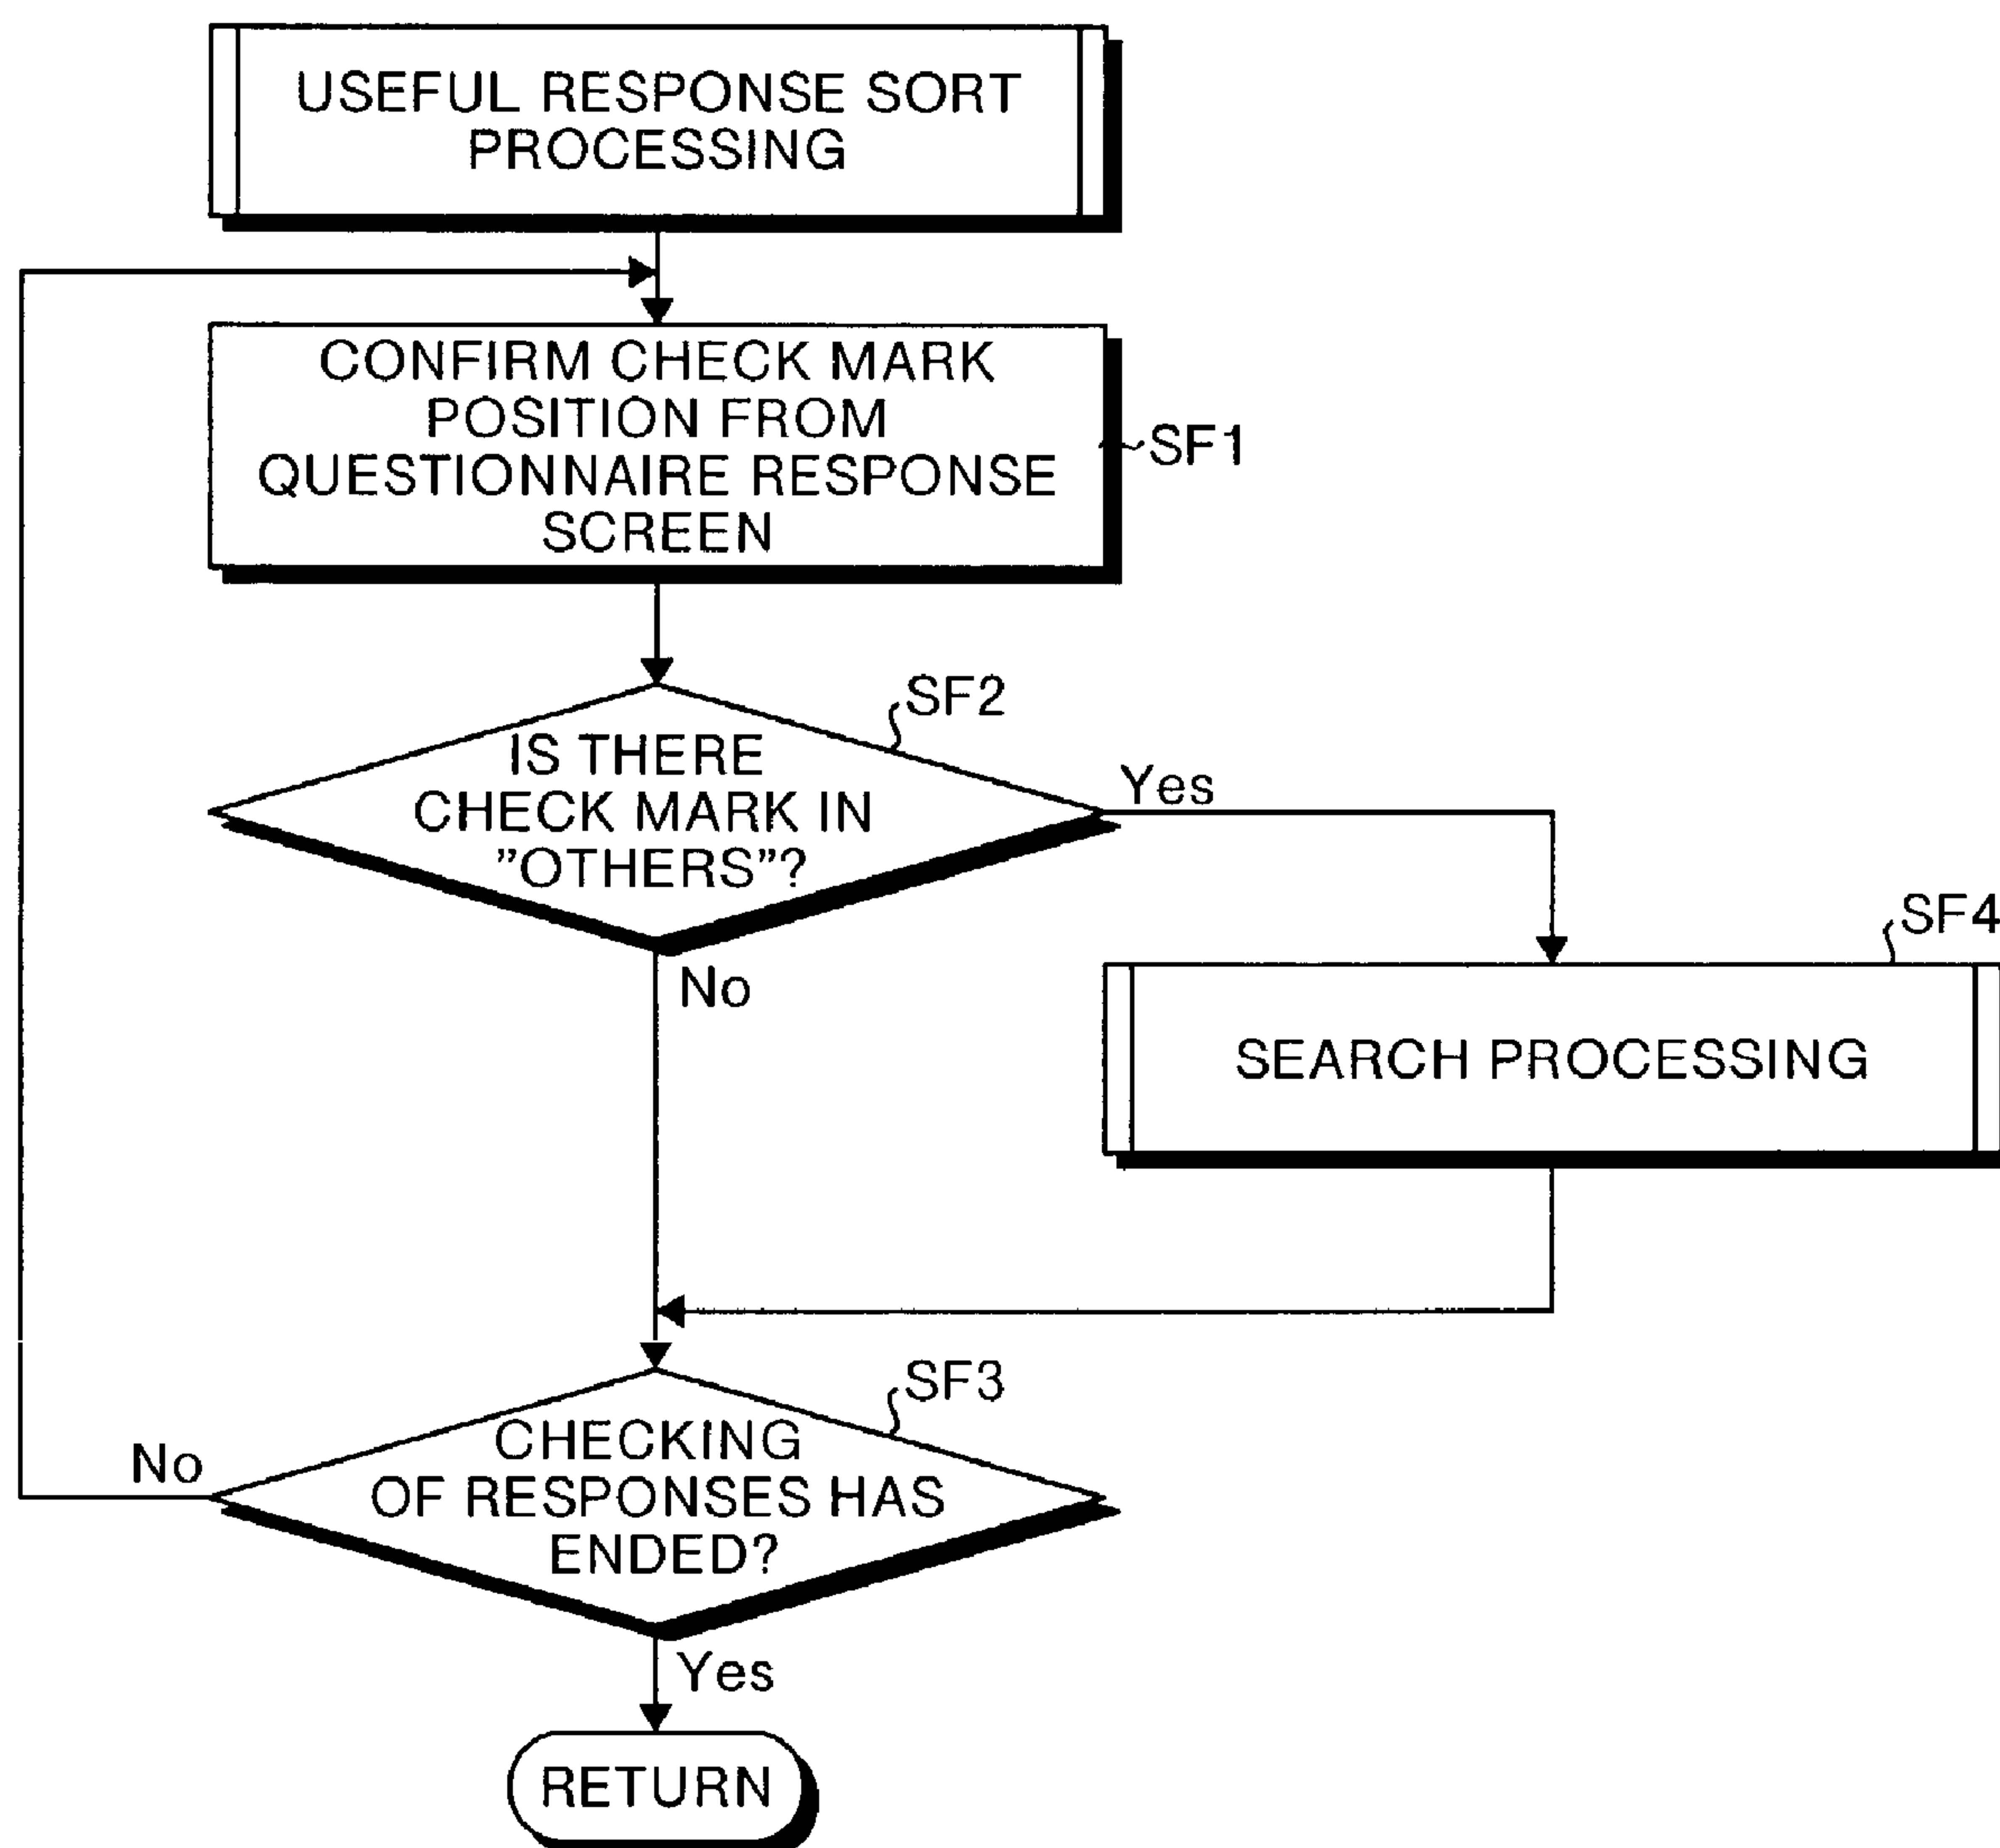 USEFUL RESPONSE SORT
PROCESSING
CONFIRM CHECK MARK
POSITION FROM
QUESTIONNAIRE RESPONSE
SCREEN
SF1
SF2
IS THERE
CHECK MARK IN
”OTHERS”?
Yes
SF4
No
SEARCH PROCESSING
SF3
CHECKING
OF RESPONSES HAS
ENDED?
No
Yes
RETURN